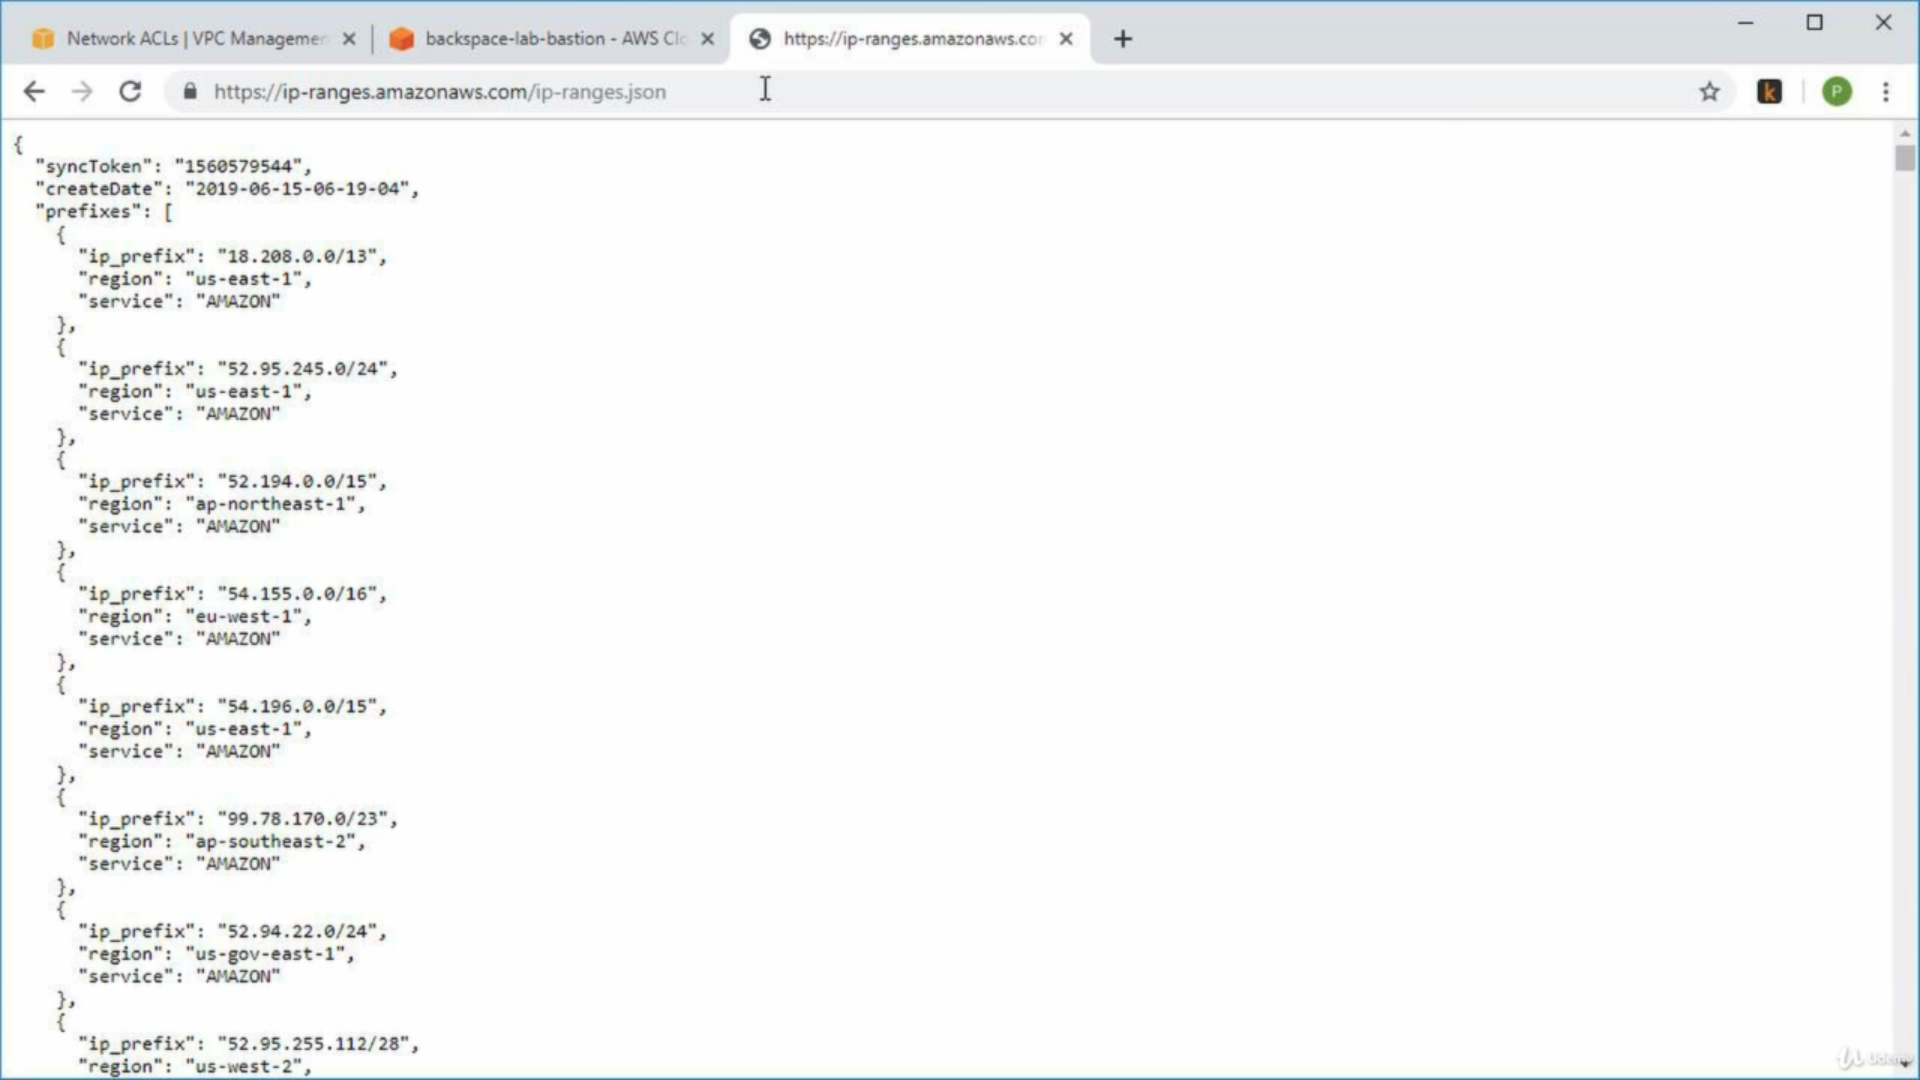 Network ACLs | VPC Managemen
backspace-lab-bastion - AWS Clo
https://ip-ranges.amazonaws.con
https://ip-ranges.amazonaws.com/ip-ranges.json
k
P
{
"syncToken": "1560579544",
"createDate": "2019-06-15-06-19-04",
"prefixes": [
{
"ip_prefix": "18.208.0.0/13",
"region": "us-east-1",
"service": "AMAZON"
},
{
"ip_prefix": "52.95.245.0/24",
"region": "us-east-1",
"service": "AMAZON"
},
{
"ip_prefix": "52.194.0.0/15",
"region": "ap-northeast-1",
"service": "AMAZON"
},
{
"ip_prefix": "54.155.0.0/16",
"region": "eu-west-1",
"service": "AMAZON"
},
{
"ip_prefix": "54.196.0.0/15",
"region": "us-east-1",
"service": "AMAZON"
},
{
"ip_prefix": "99.78.170.0/23",
"region": "ap-southeast-2",
"service": "AMAZON"
},
{
"ip_prefix": "52.94.22.0/24",
"region": "us-gov-east-1",
"service": "AMAZON"
},
{
"ip_prefix": "52.95.255.112/28",
"region": "us-west-2",
Udemy